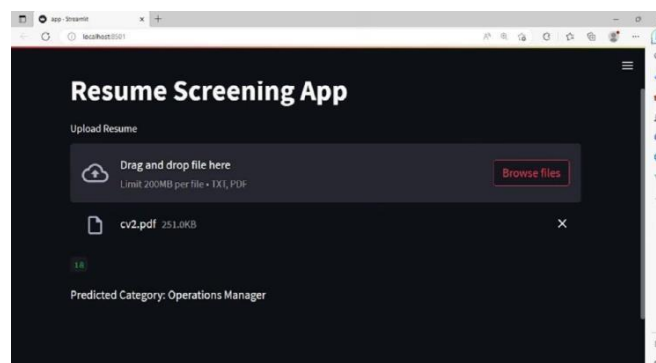 app · Streamlit
localhost:8501
Resume Screening App
Upload Resume
Drag and drop file here
Limit 200MB per file • TXT, PDF
Browse files
cv2.pdf 251.0KB
18
Predicted Category: Operations Manager